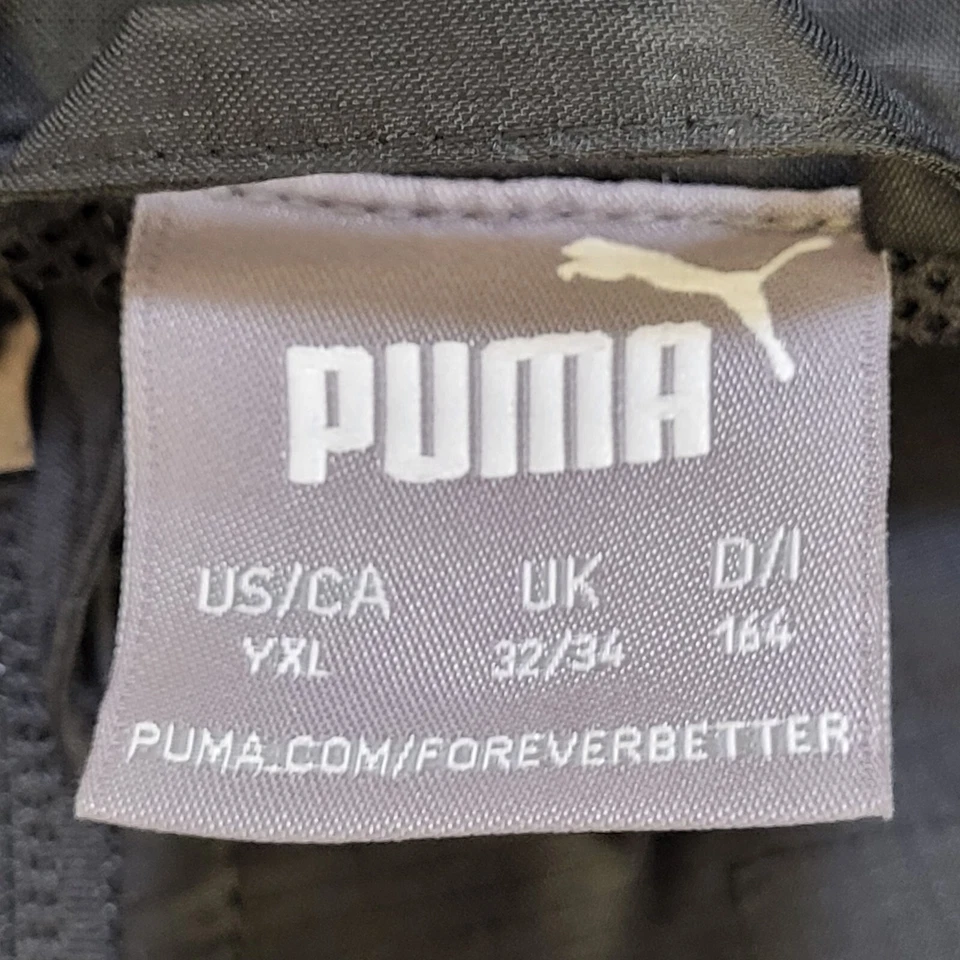 PUMA
US/CA UK D/I
YXL 32/34 164
PUMA.COM/FOREVERBETTER